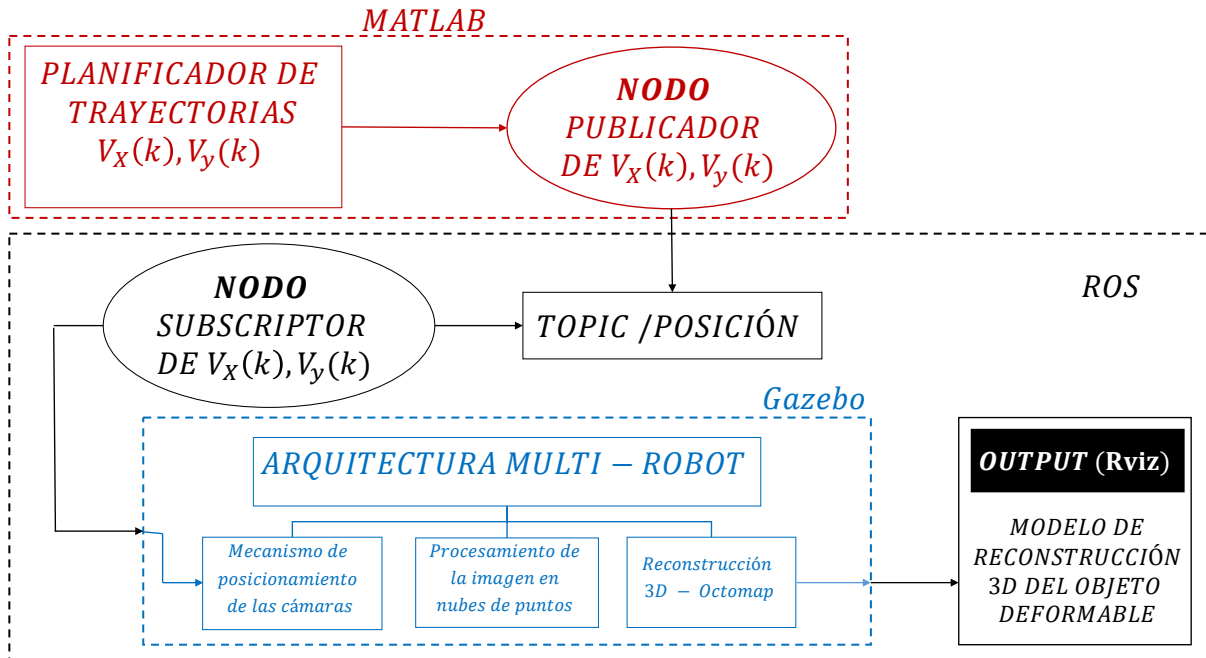 MATLAB
PLANIFICADOR DE
TRAYECTORIAS
V_X(k), V_y(k)
NODO
PUBLICADOR
DE V_X(k), V_y(k)
ROS
NODO
SUBSCRIPTOR
DE V_X(k), V_y(k)
TOPIC /POSICIÓN
Gazebo
ARQUITECTURA MULTI − ROBOT
Mecanismo de
posicionamiento
de las cámaras
Procesamiento de
la imagen en
nubes de puntos
Reconstrucción
3D − Octomap
OUTPUT (Rviz)
MODELO DE
RECONSTRUCCIÓN
3D DEL OBJETO
DEFORMABLE